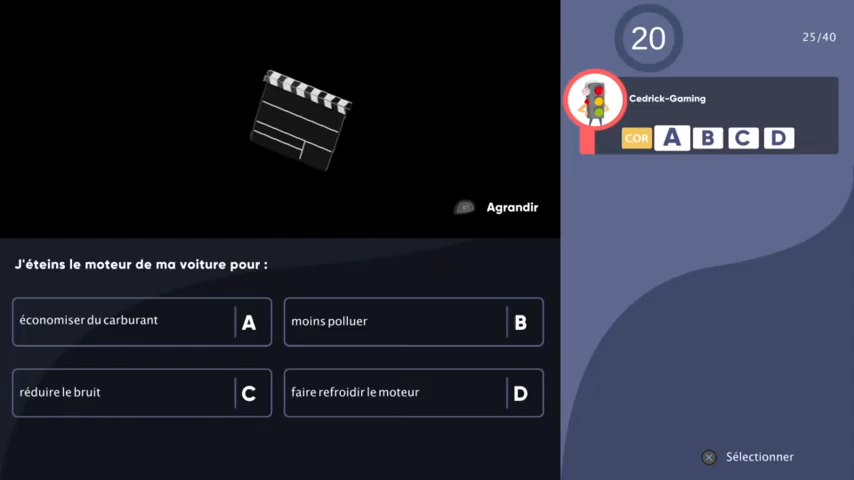 20
25/40
Cedrick-Gaming
COR A B C D
Agrandir
J'éteins le moteur de ma voiture pour :
économiser du carburant A
moins polluer B
réduire le bruit C
faire refroidir le moteur D
Sélectionner